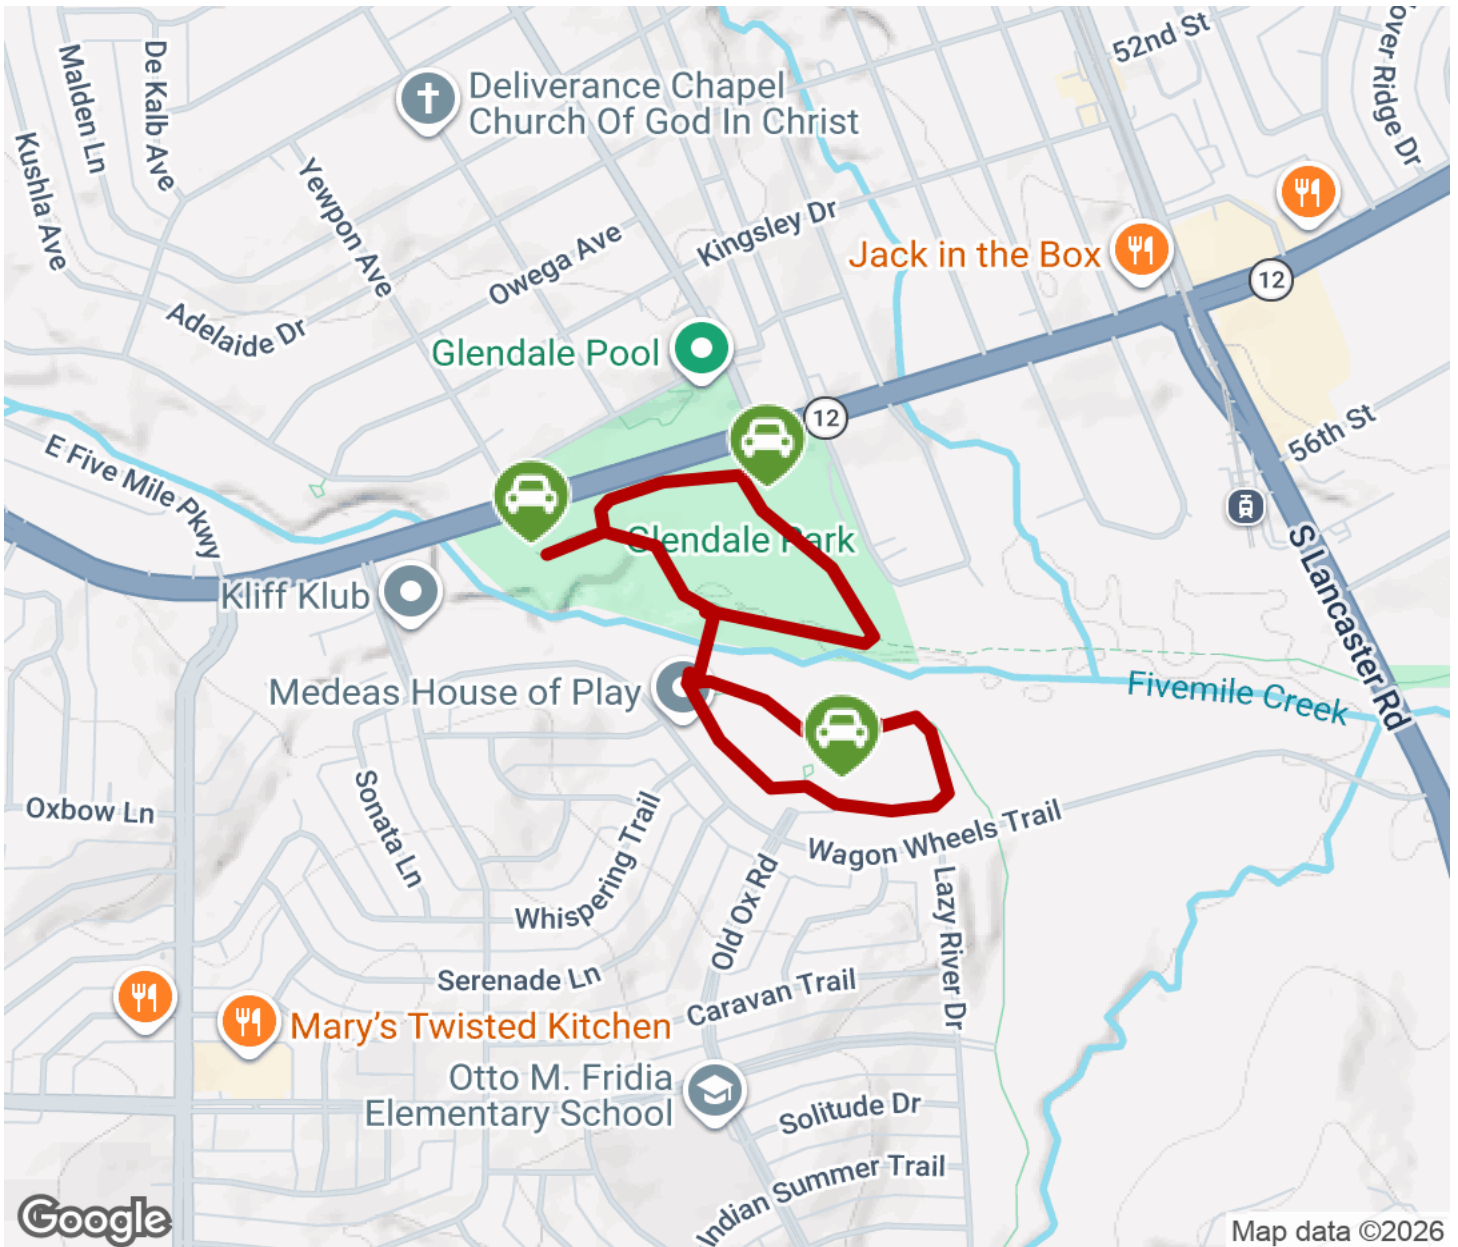 52nd St
over Ridge Dr
De Kalb Ave
Malden Ln
Kushla Ave
Deliverance Chapel
Church Of God In Christ
Yewpon Ave
Owega Ave
Kingsley Dr
Jack in the Box
12
Adelaide Dr
Glendale Pool
12
56th St
E Five Mile Pkwy
Glendale Park
S Lancaster Rd
Kliff Klub
Medeas House of Play
Fivemile Creek
Oxbow Ln
Sonata Ln
Whispering Trail
Wagon Wheels Trail
Old Ox Rd
Lazy River Dr
Serenade Ln
Caravan Trail
Mary's Twisted Kitchen
Otto M. Fridia
Elementary School
Solitude Dr
Indian Summer Trail
Google
Map data ©2026